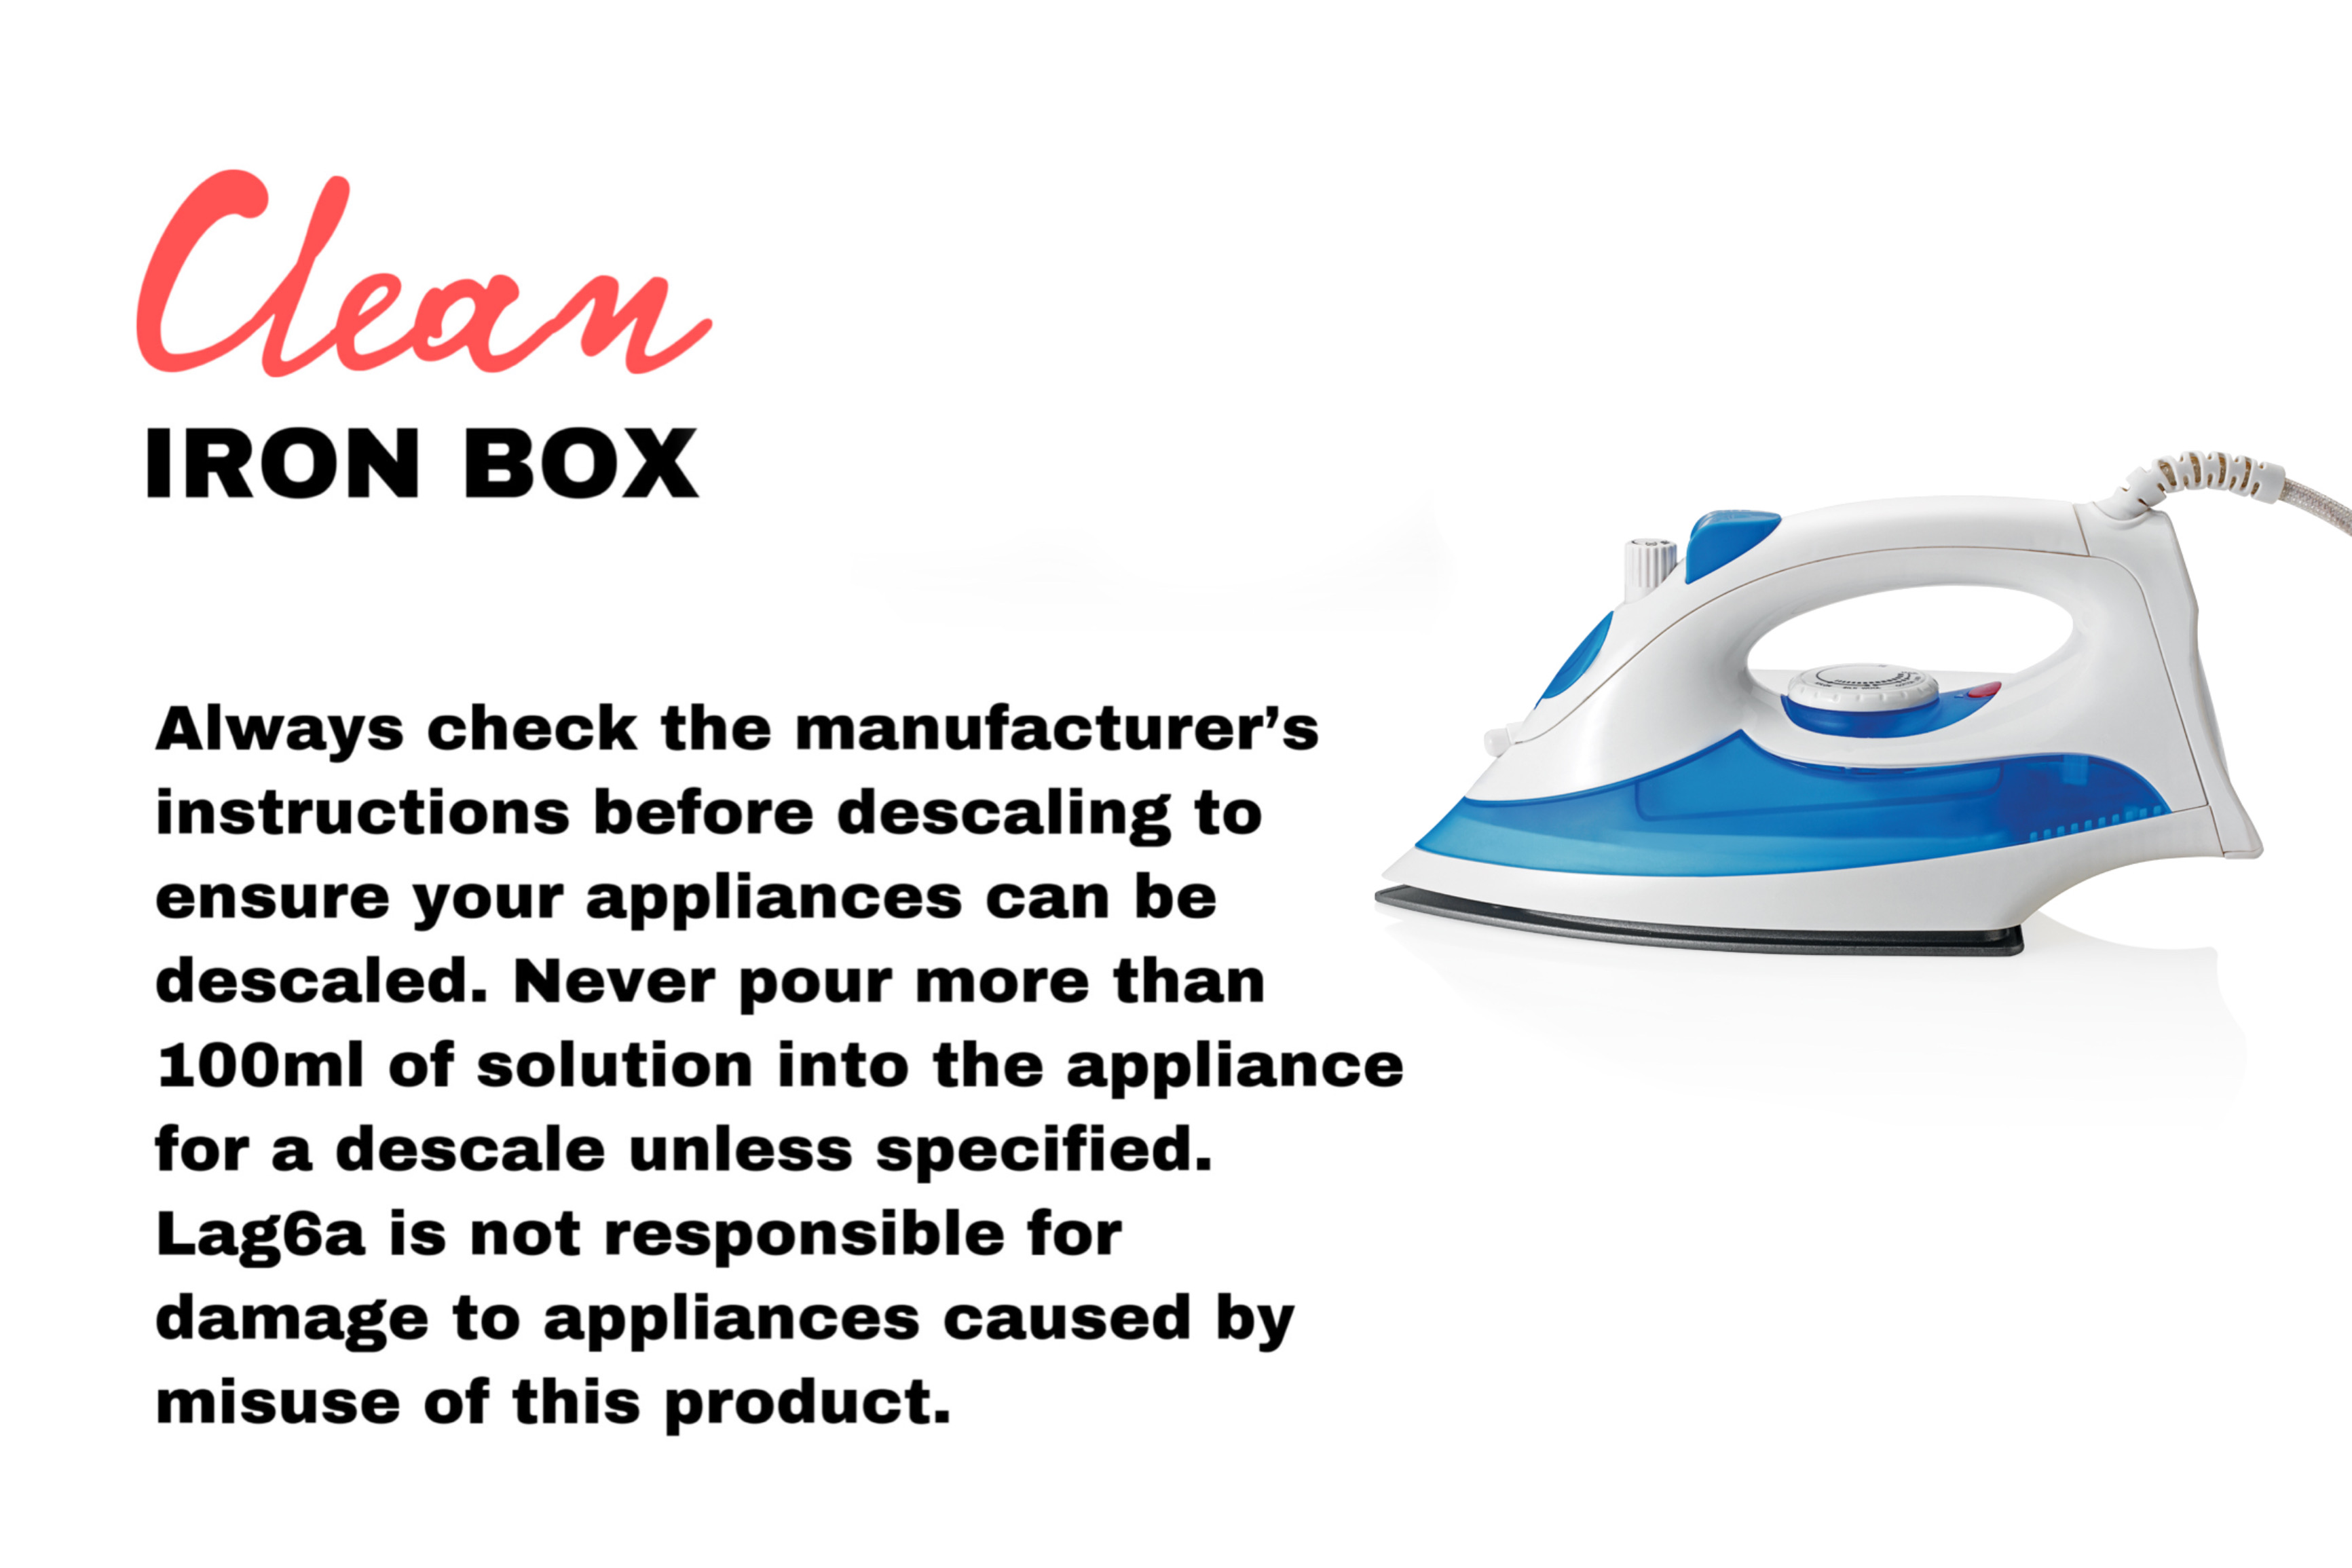 Clean
IRON BOX
Always check the manufacturer’s
instructions before descaling to
ensure your appliances can be
descaled. Never pour more than
100ml of solution into the appliance
for a descale unless specified.
Lag6a is not responsible for
damage to appliances caused by
misuse of this product.